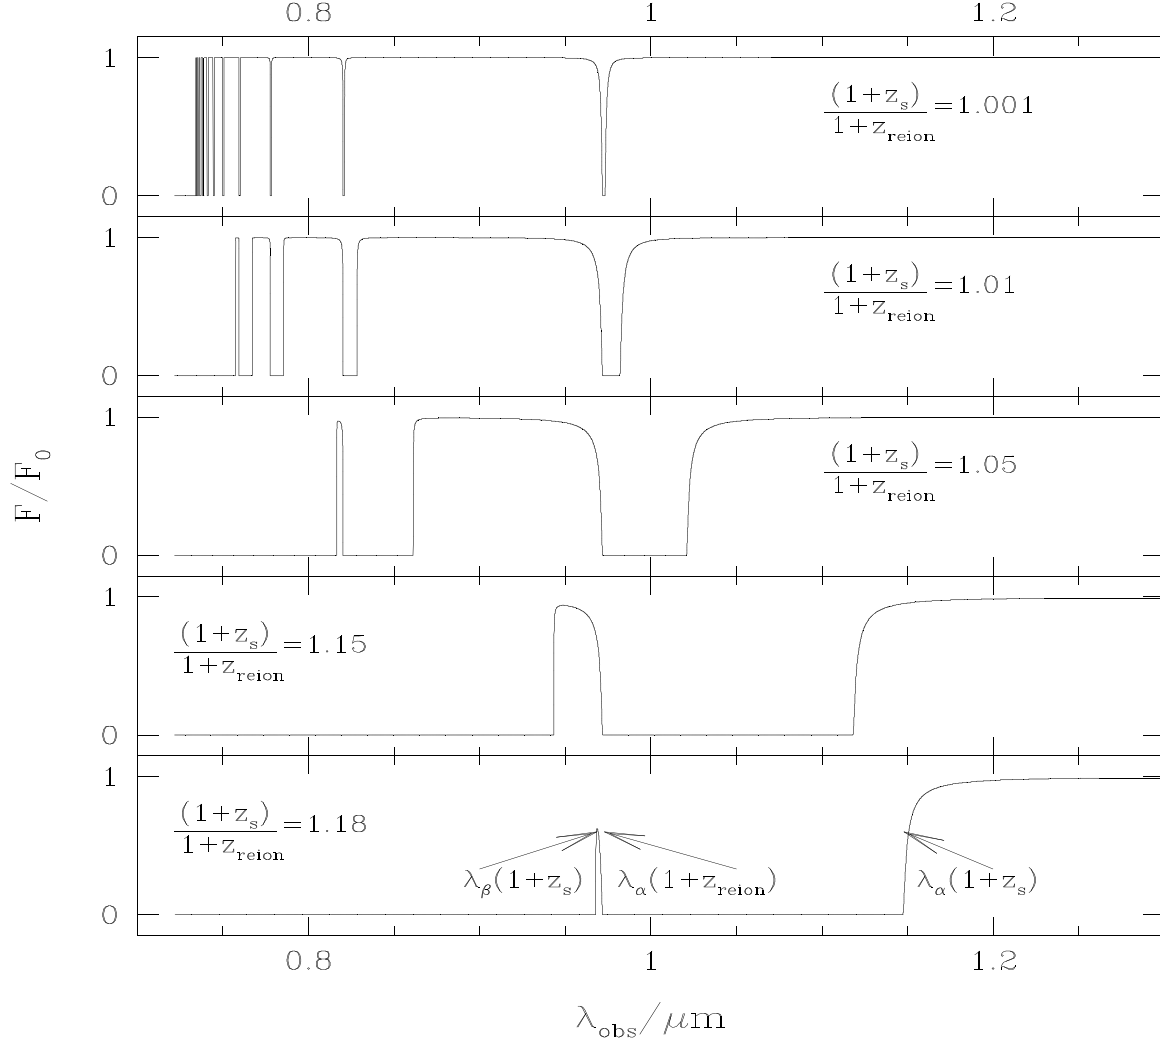 0.8 1 1.2
1
(1+z_s)
1+z_reion
=1.001
0
1
(1+z_s)
1+z_reion
=1.01
0
1
(1+z_s)
1+z_reion
=1.05
0
F/F_0
1
(1+z_s)
1+z_reion
=1.15
0
1
(1+z_s)
1+z_reion
=1.18
λ_β(1+z_s) λ_α(1+z_reion) λ_α(1+z_s)
0
0.8 1 1.2
λ_obs/μm